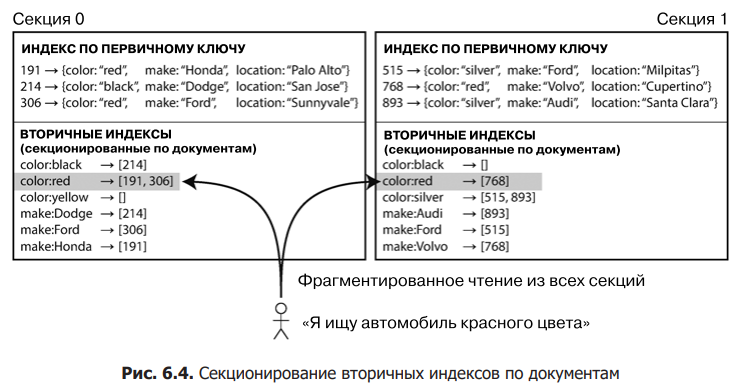 Секция 0
Секция 1
ИНДЕКС ПО ПЕРВИЧНОМУ КЛЮЧУ
191 → {color: “red”, make: “Honda”, location: “Palo Alto”}
214 → {color: “black”, make: “Dodge”, location: “San Jose”}
306 → {color: “red”, make: “Ford”, location: “Sunnyvale”}
ВТОРИЧНЫЕ ИНДЕКСЫ
(секционированные по документам)
color:black → [214]
color:red → [191, 306]
color:yellow → []
make:Dodge → [214]
make:Ford → [306]
make:Honda → [191]
ИНДЕКС ПО ПЕРВИЧНОМУ КЛЮЧУ
515 → {color: “silver”, make: “Ford”, location: “Milpitas”}
768 → {color: “red”, make: “Volvo”, location: “Cupertino”}
893 → {color: “silver”, make: “Audi”, location: “Santa Clara”}
ВТОРИЧНЫЕ ИНДЕКСЫ
(секционированные по документам)
color:black → []
color:red → [768]
color:silver → [515, 893]
make:Audi → [893]
make:Ford → [515]
make:Volvo → [768]
Фрагментированное чтение из всех секций
«Я ищу автомобиль красного цвета»
Рис. 6.4. Секционирование вторичных индексов по документам